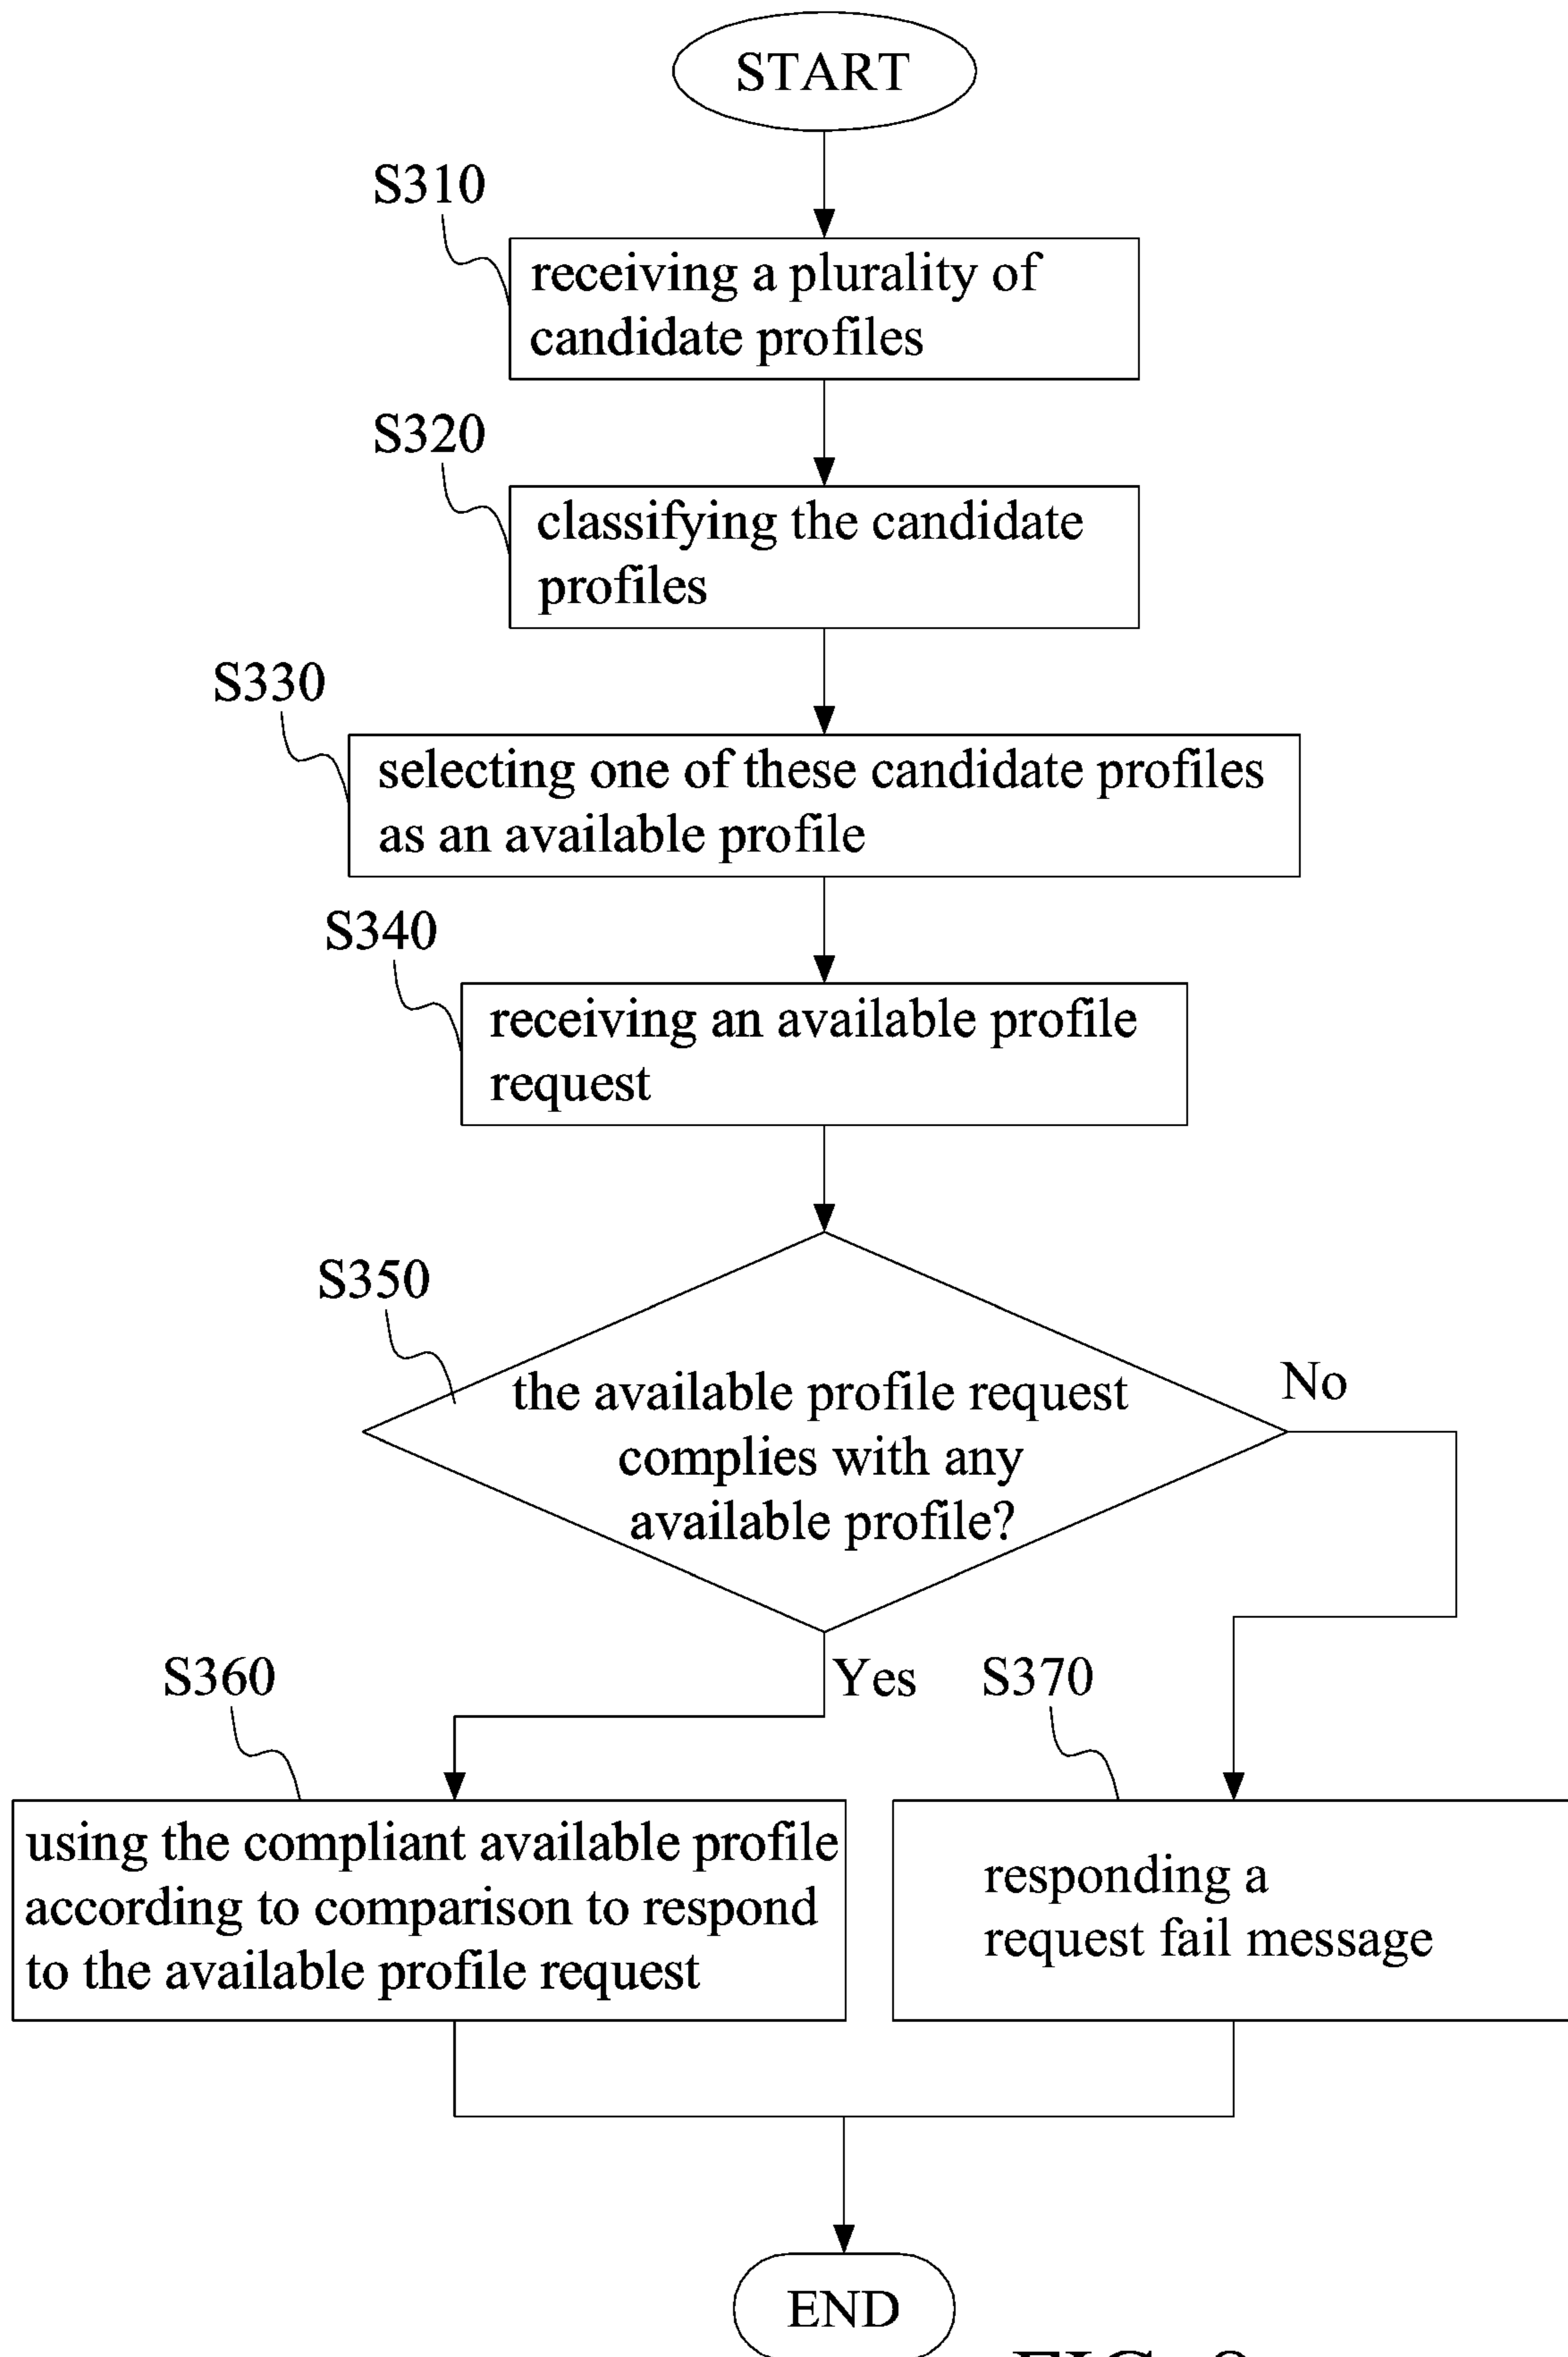 START
S310
receiving a plurality of
candidate profiles
S320
classifying the candidate
profiles
S330
selecting one of these candidate profiles
as an available profile
S340
receiving an available profile
request
S350
the available profile request
complies with any
available profile?
No
Yes
S360
using the compliant available profile
according to comparison to respond
to the available profile request
S370
responding a
request fail message
END